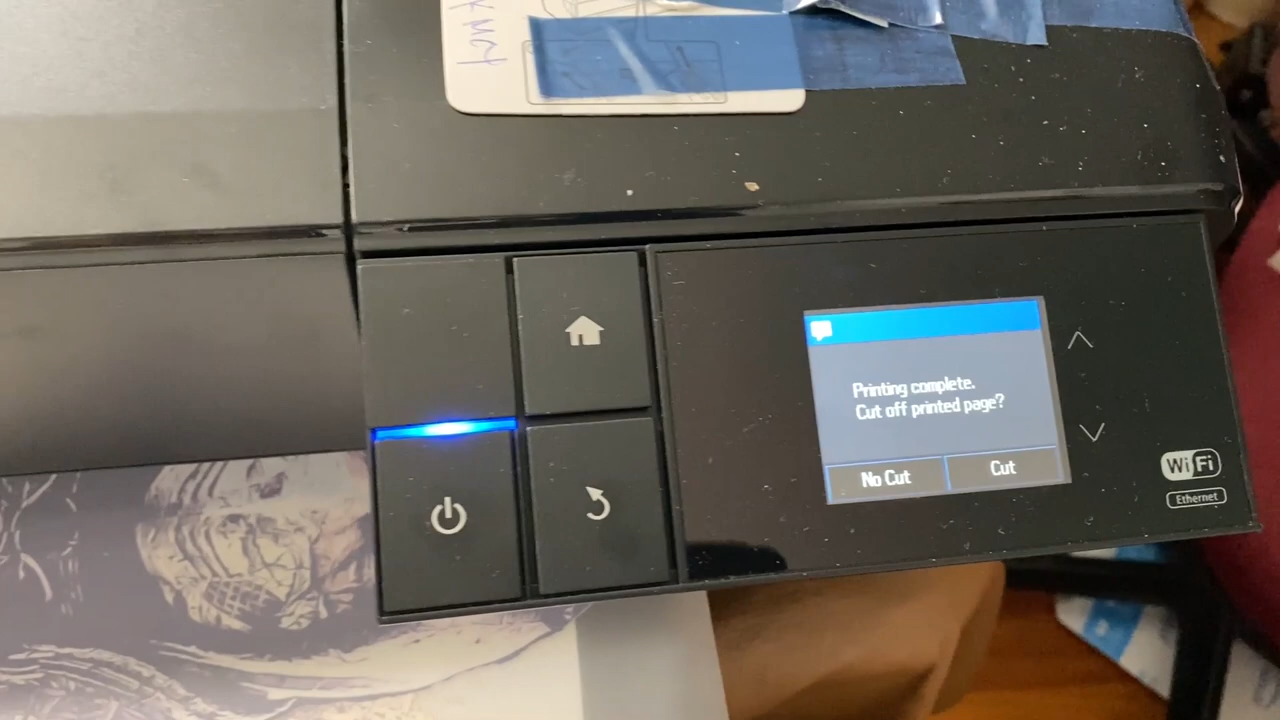 Printing complete.
Cut off printed page?
No Cut
Cut
WiFi
Ethernet